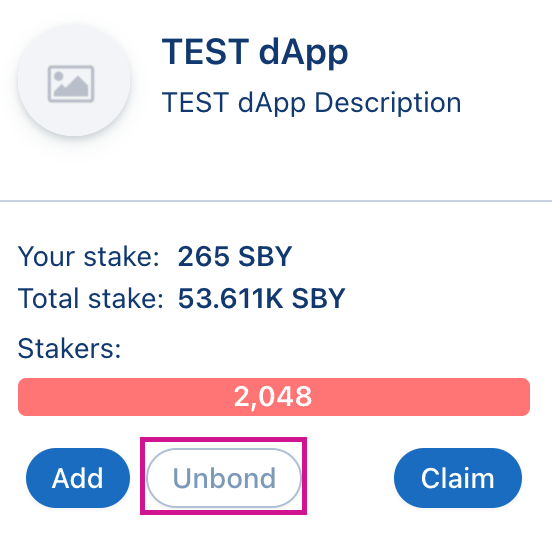 TEST dApp
TEST dApp Description
Your stake: 265 SBY
Total stake: 53.611K SBY
Stakers:
2,048
Add Unbond Claim